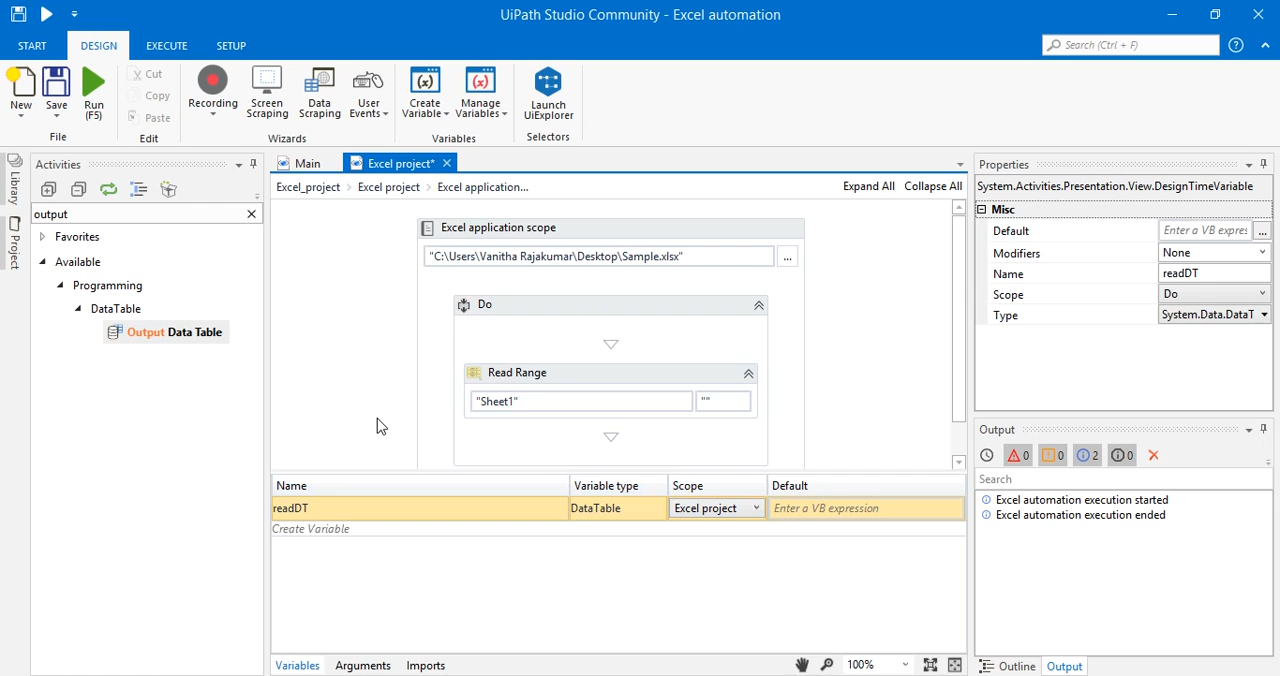 UiPath Studio Community - Excel automation
START DESIGN EXECUTE SETUP
Search (Ctrl + F)
New
Save
Run
(F5)
Cut
Copy
Paste
Recording
Screen
Scraping
Data
Scraping
User
Events
Create
Variable
Manage
Variables
Launch
UiExplorer
File
Edit
Wizards
Variables
Selectors
Library
Project
Activities
output
Favorites
Available
Programming
DataTable
Output Data Table
Main
Excel project*
Excel_project
Excel project
Excel application...
Expand All
Collapse All
Excel application scope
"C:\Users\Vanitha Rajakumar\Desktop\Sample.xlsx"
...
Do
Read Range
"Sheet1"
""
Name Variable type Scope Default
readDT DataTable Excel project Enter a VB expression
Create Variable
Variables Arguments Imports
100%
Properties
System.Activities.Presentation.View.DesignTimeVariable
Misc
Default Enter a VB expres ...
Modifiers None
Name readDT
Scope Do
Type System.Data.DataT
Output
0 0 2 0
Search
Excel automation execution started
Excel automation execution ended
Outline Output